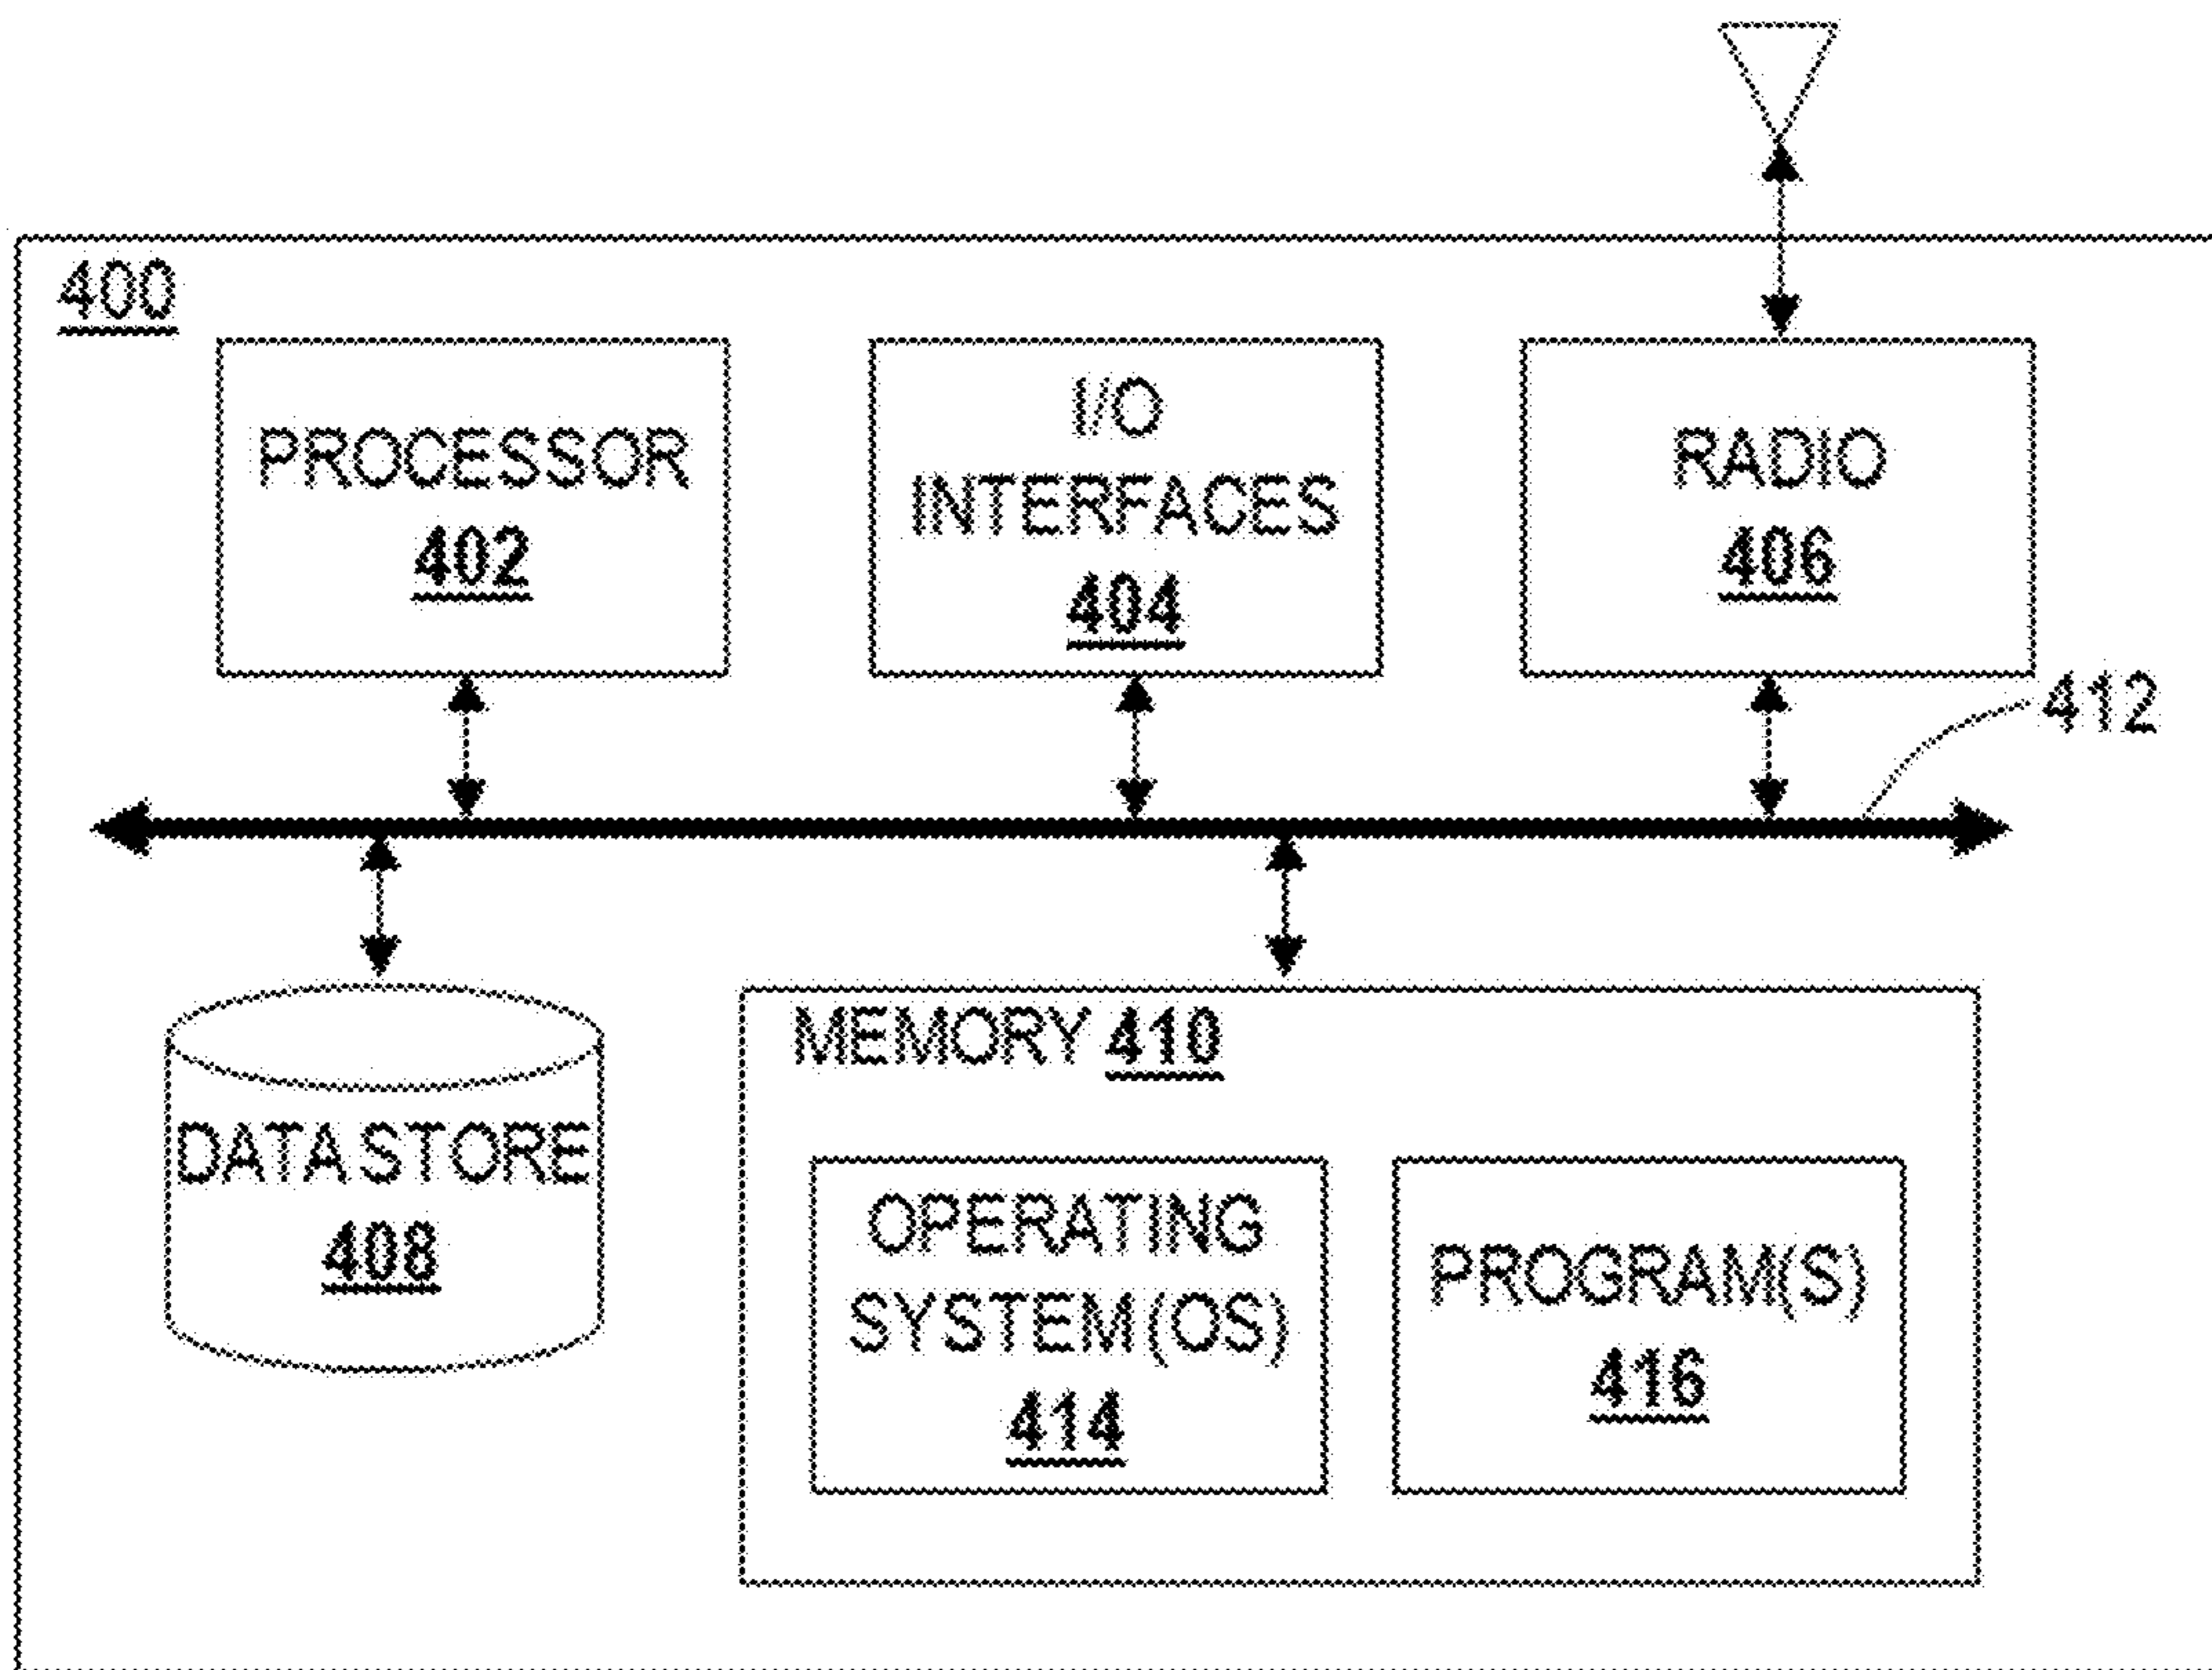 400
PROCESSOR
402
I/O
INTERFACES
404
RADIO
406
412
DATA STORE
408
MEMORY 410
OPERATING
SYSTEM (OS)
414
PROGRAM(S)
416